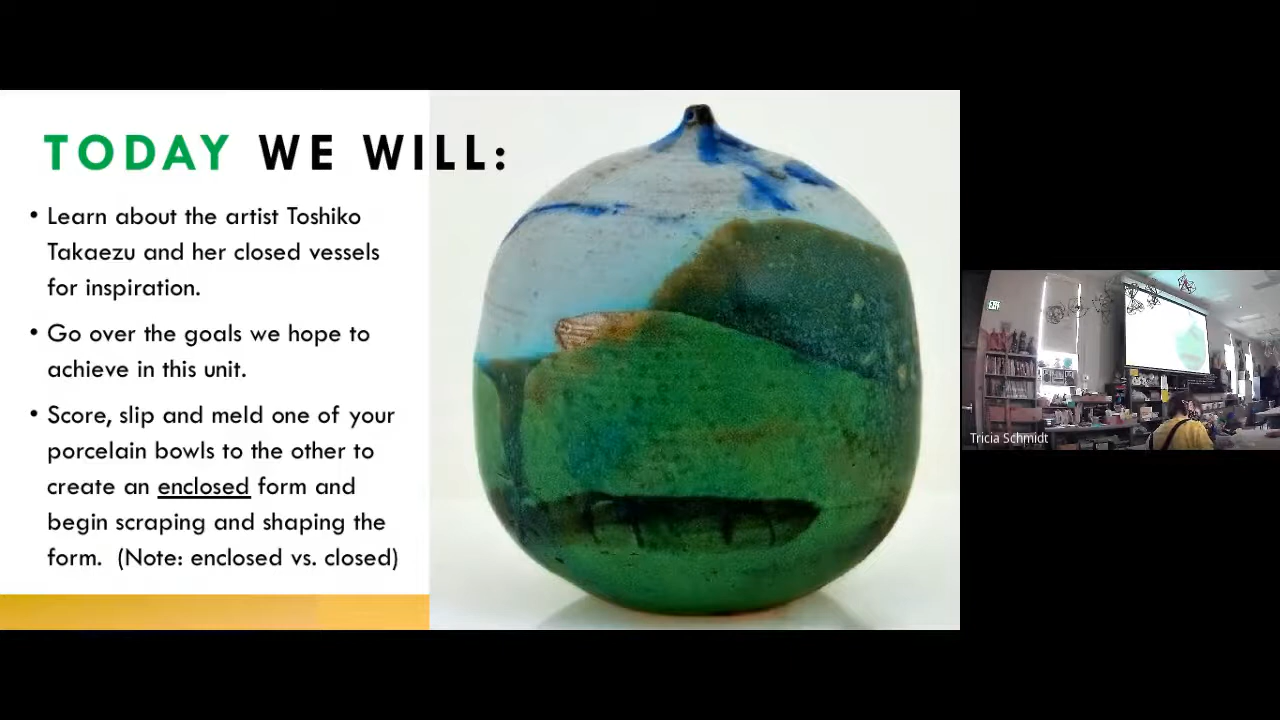 TODAY WE WILL:
• Learn about the artist Toshiko
Takaezu and her closed vessels
for inspiration.
• Go over the goals we hope to
achieve in this unit.
• Score, slip and meld one of your
porcelain bowls to the other to
create an enclosed form and
begin scraping and shaping the
form. (Note: enclosed vs. closed)
Tricia Schmidt